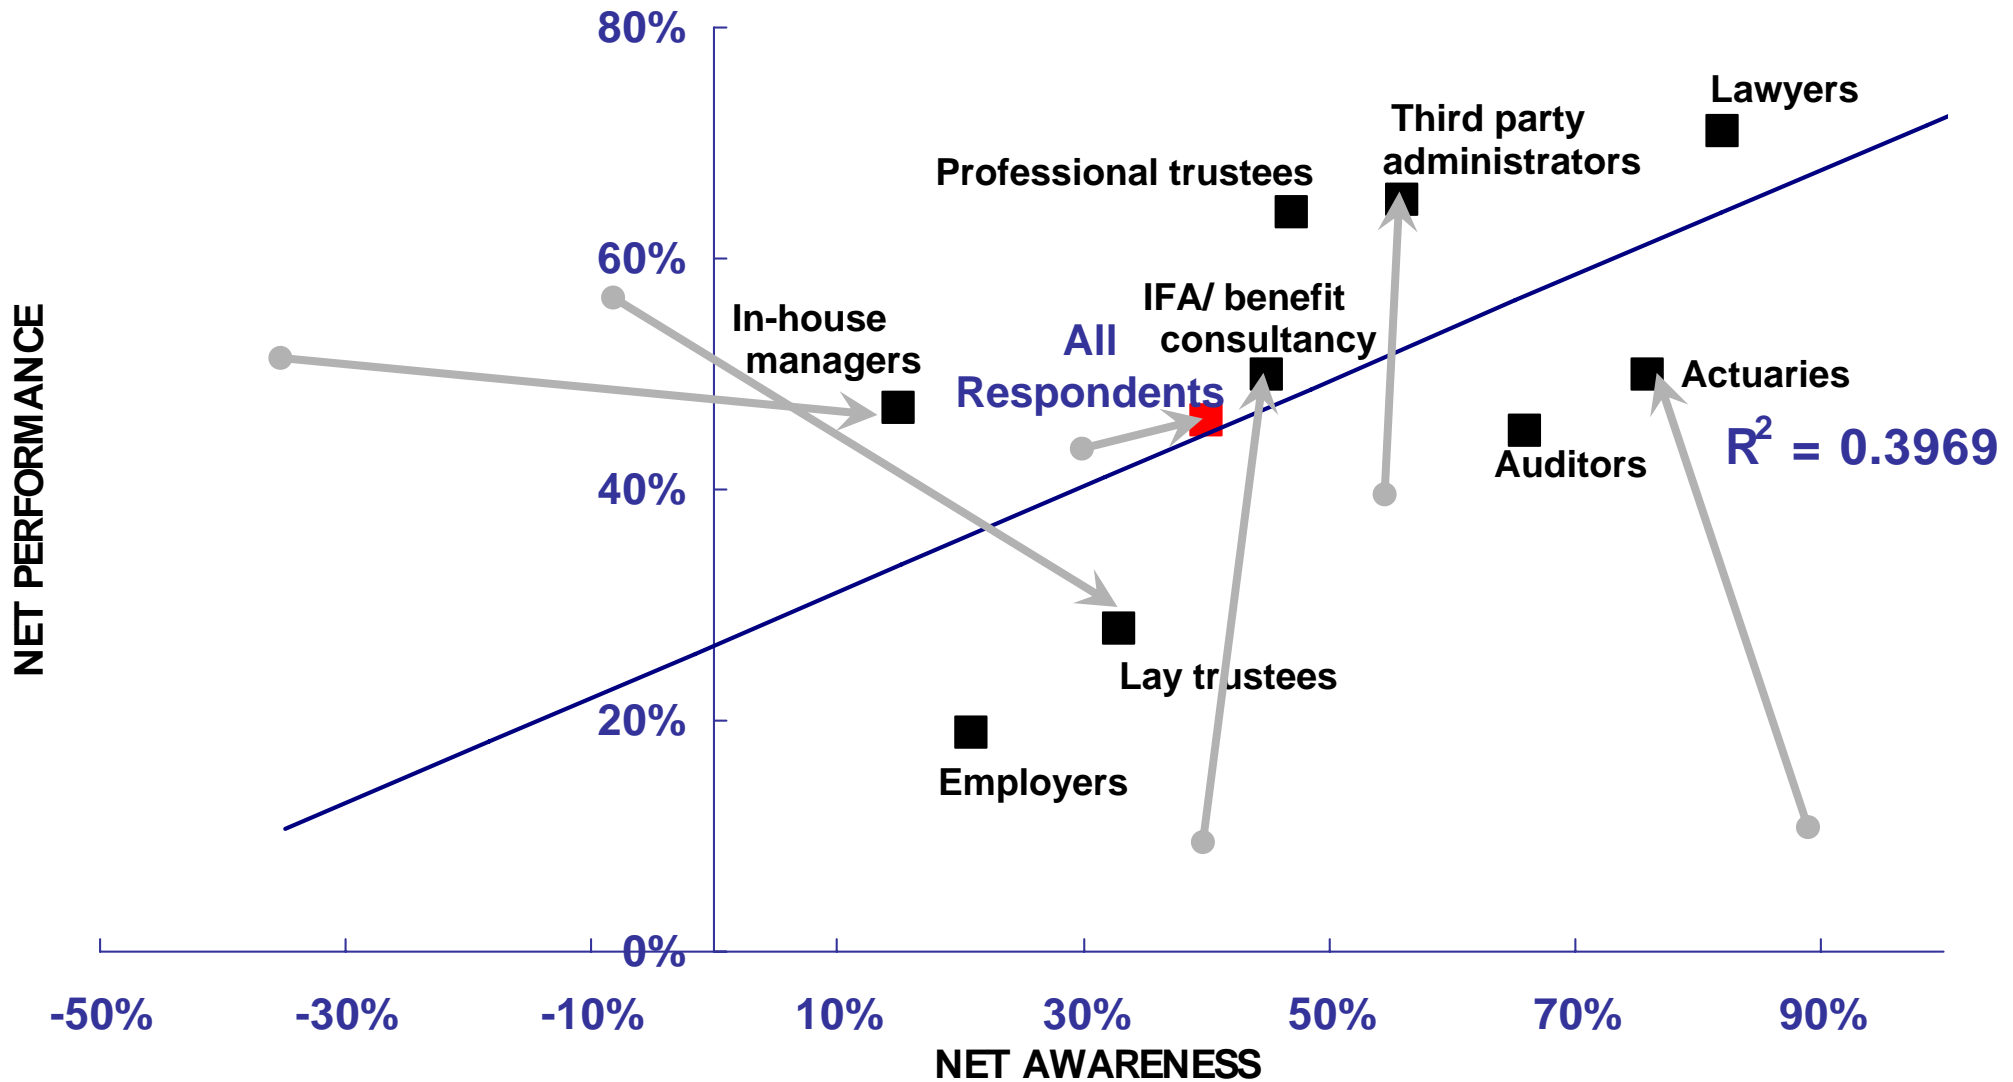 80%
Lawyers
Third party
administrators
Professional trustees
60%
IFA/ benefit
consultancy
In-house
managers
All
Respondents
Actuaries
R² = 0.3969
Auditors
40%
NET PERFORMANCE
Lay trustees
20%
Employers
0%
-50%
-30%
-10%
10%
30%
50%
70%
90%
NET AWARENESS